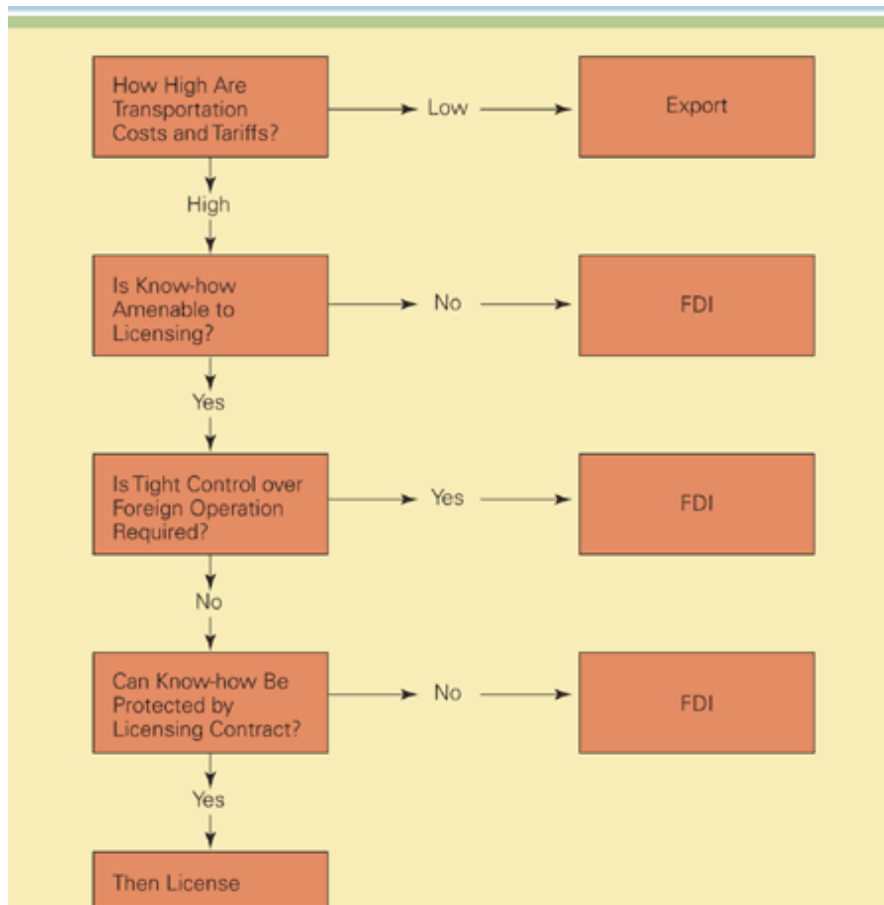 How High Are
Transportation
Costs and Tariffs?
Low
Export
High
Is Know-how
Amenable to
Licensing?
No
FDI
Yes
Is Tight Control over
Foreign Operation
Required?
Yes
FDI
No
Can Know-how Be
Protected by
Licensing Contract?
No
FDI
Yes
Then License